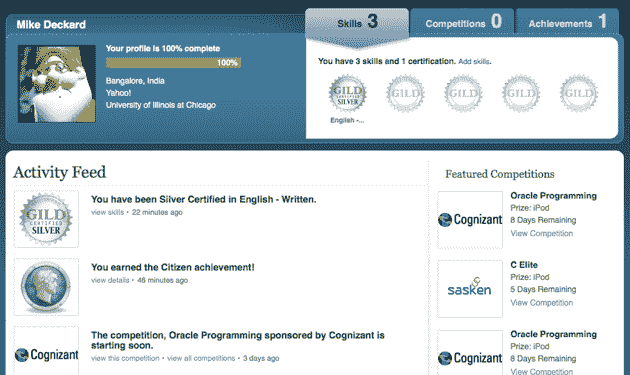 Mike Deckard
Skills 3
Competitions 0
Achievements 1
Your profile is 100% complete
100%
Bangalore, India
Yahoo!
University of Illinois at Chicago
You have 3 skills and 1 certification. Add skills.
GILD
CERTIFIED
SILVER
GILD
GILD
GILD
GILD
English -...
Activity Feed
GILD
CERTIFIED
SILVER
You have been Silver Certified in English - Written.
view skills • 22 minutes ago
You earned the Citizen achievement!
view details • 46 minutes ago
Cognizant
The competition, Oracle Programming sponsored by Cognizant is
starting soon.
view this competition • view all competitions • 3 days ago
Featured Competitions
Cognizant
Oracle Programming
Prize: iPod
8 Days Remaining
View Competition
sasken
C Elite
Prize: iPod
5 Days Remaining
View Competition
Cognizant
Oracle Programming
Prize: iPod
8 Days Remaining
View Competition